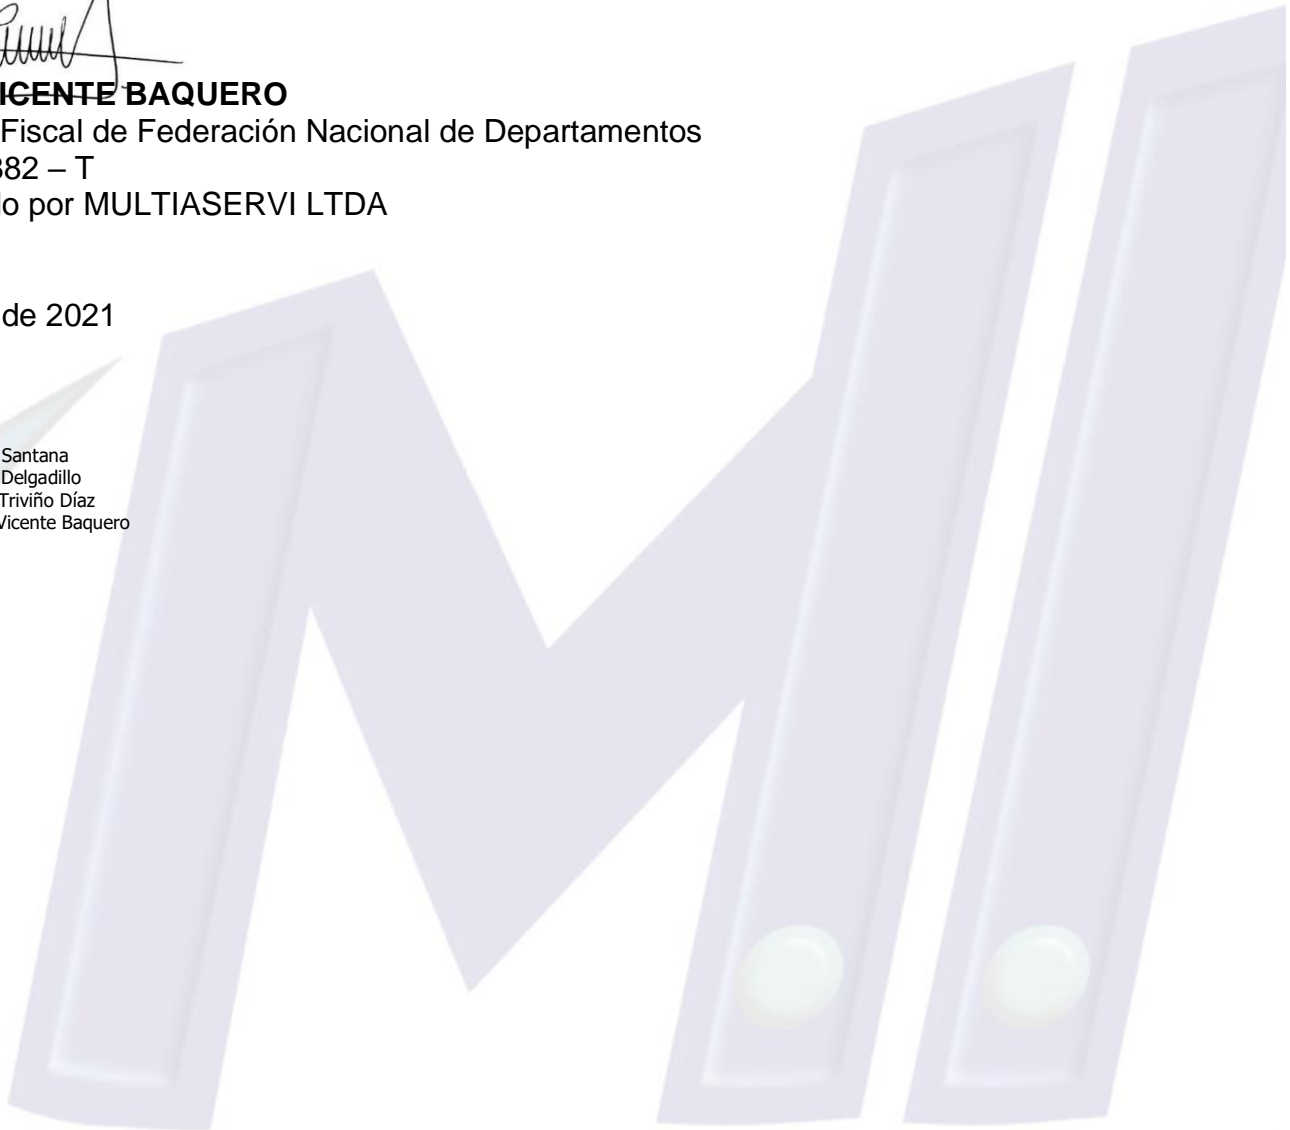 ICENTE BAQUERO
Fiscal de Federación Nacional de Departamentos
382 – T
do por MULTIASERVI LTDA
de 2021
Santana
Delgadillo
Triviño Díaz
Vicente Baquero